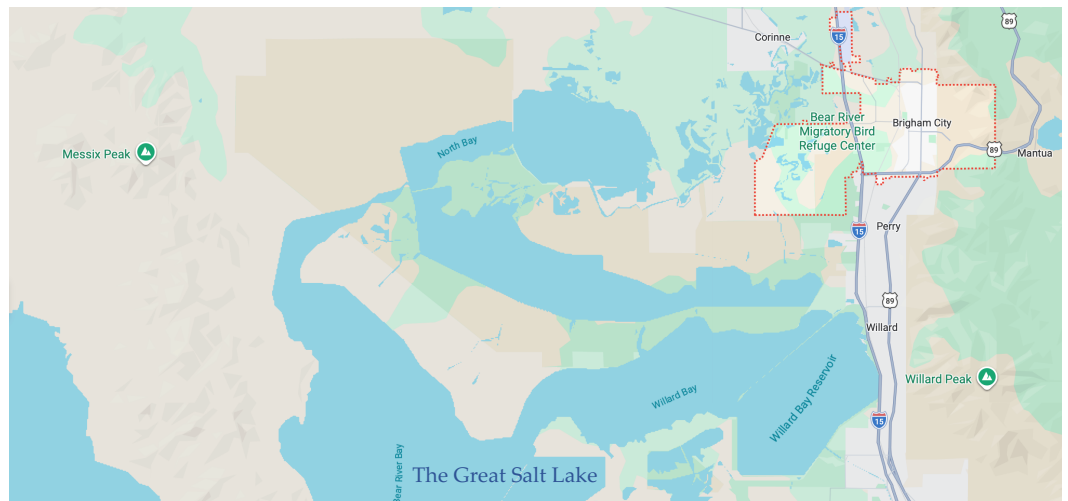 89
Corinne
15
Bear River
Migratory Bird
Refuge Center
Brigham City
North Bay
Messix Peak
89
Mantua
Perry
15
89
Willard
Willard Peak
Willard Bay
Willard Bay Reservoir
15
Bear River Bay
The Great Salt Lake
89